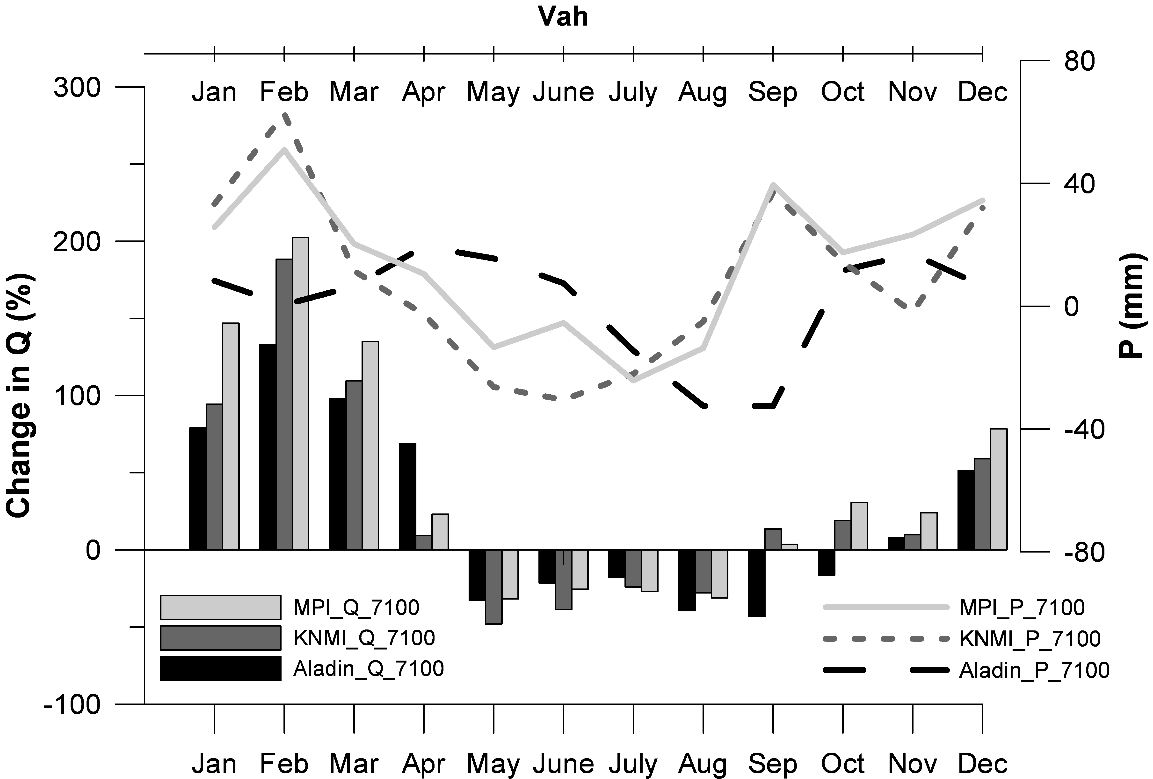 Vah
Jan Feb Mar Apr May June July Aug Sep Oct Nov Dec
300
200
100
0
-100
Change in Q (%)
80
40
0
-40
-80
P (mm)
MPI_Q_7100
KNMI_Q_7100
Aladin_Q_7100
MPI_P_7100
KNMI_P_7100
Aladin_P_7100
Jan Feb Mar Apr May June July Aug Sep Oct Nov Dec